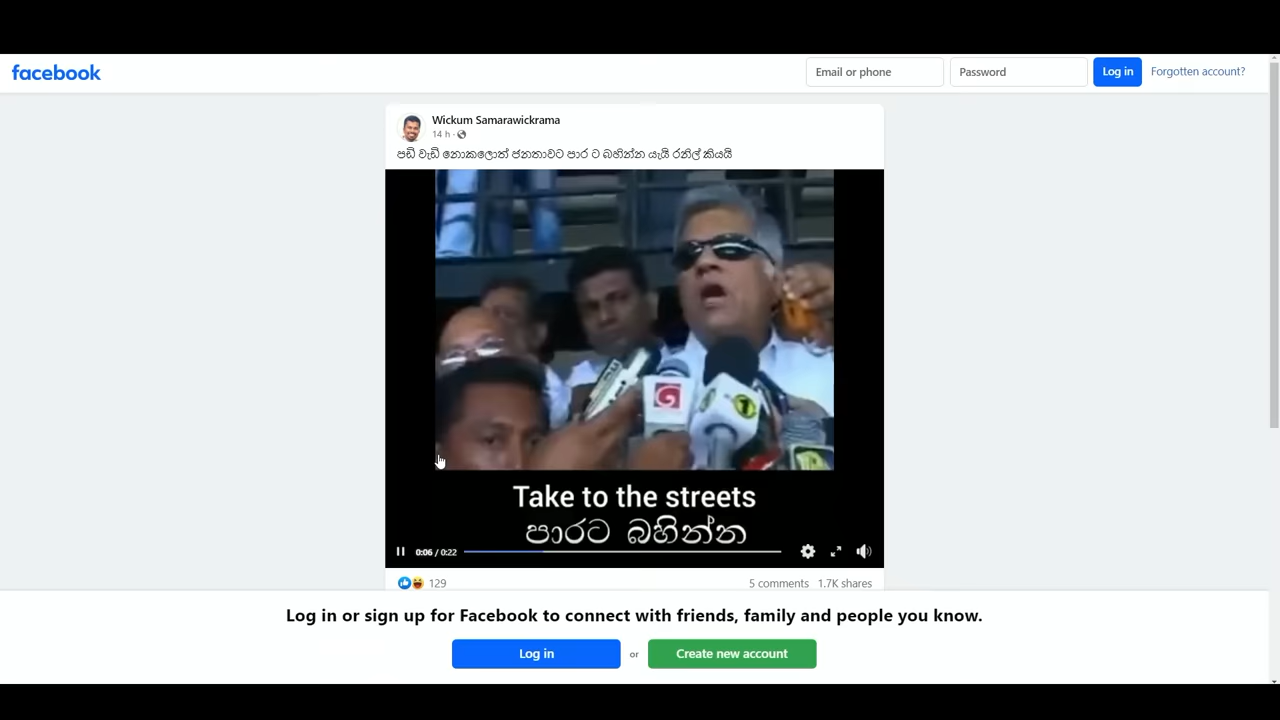 facebook
Email or phone
Password
Log in
Forgotten account?
Wickum Samarawickrama
14 h ·
පඩි වැඩි නොකලොත් ජනතාවට පාර ට බහින්න යැයි රනිල් කියයි
Take to the streets
පාරට බහින්න
0:06 / 0:22
129
5 comments 1.7K shares
Log in or sign up for Facebook to connect with friends, family and people you know.
Log in
or
Create new account